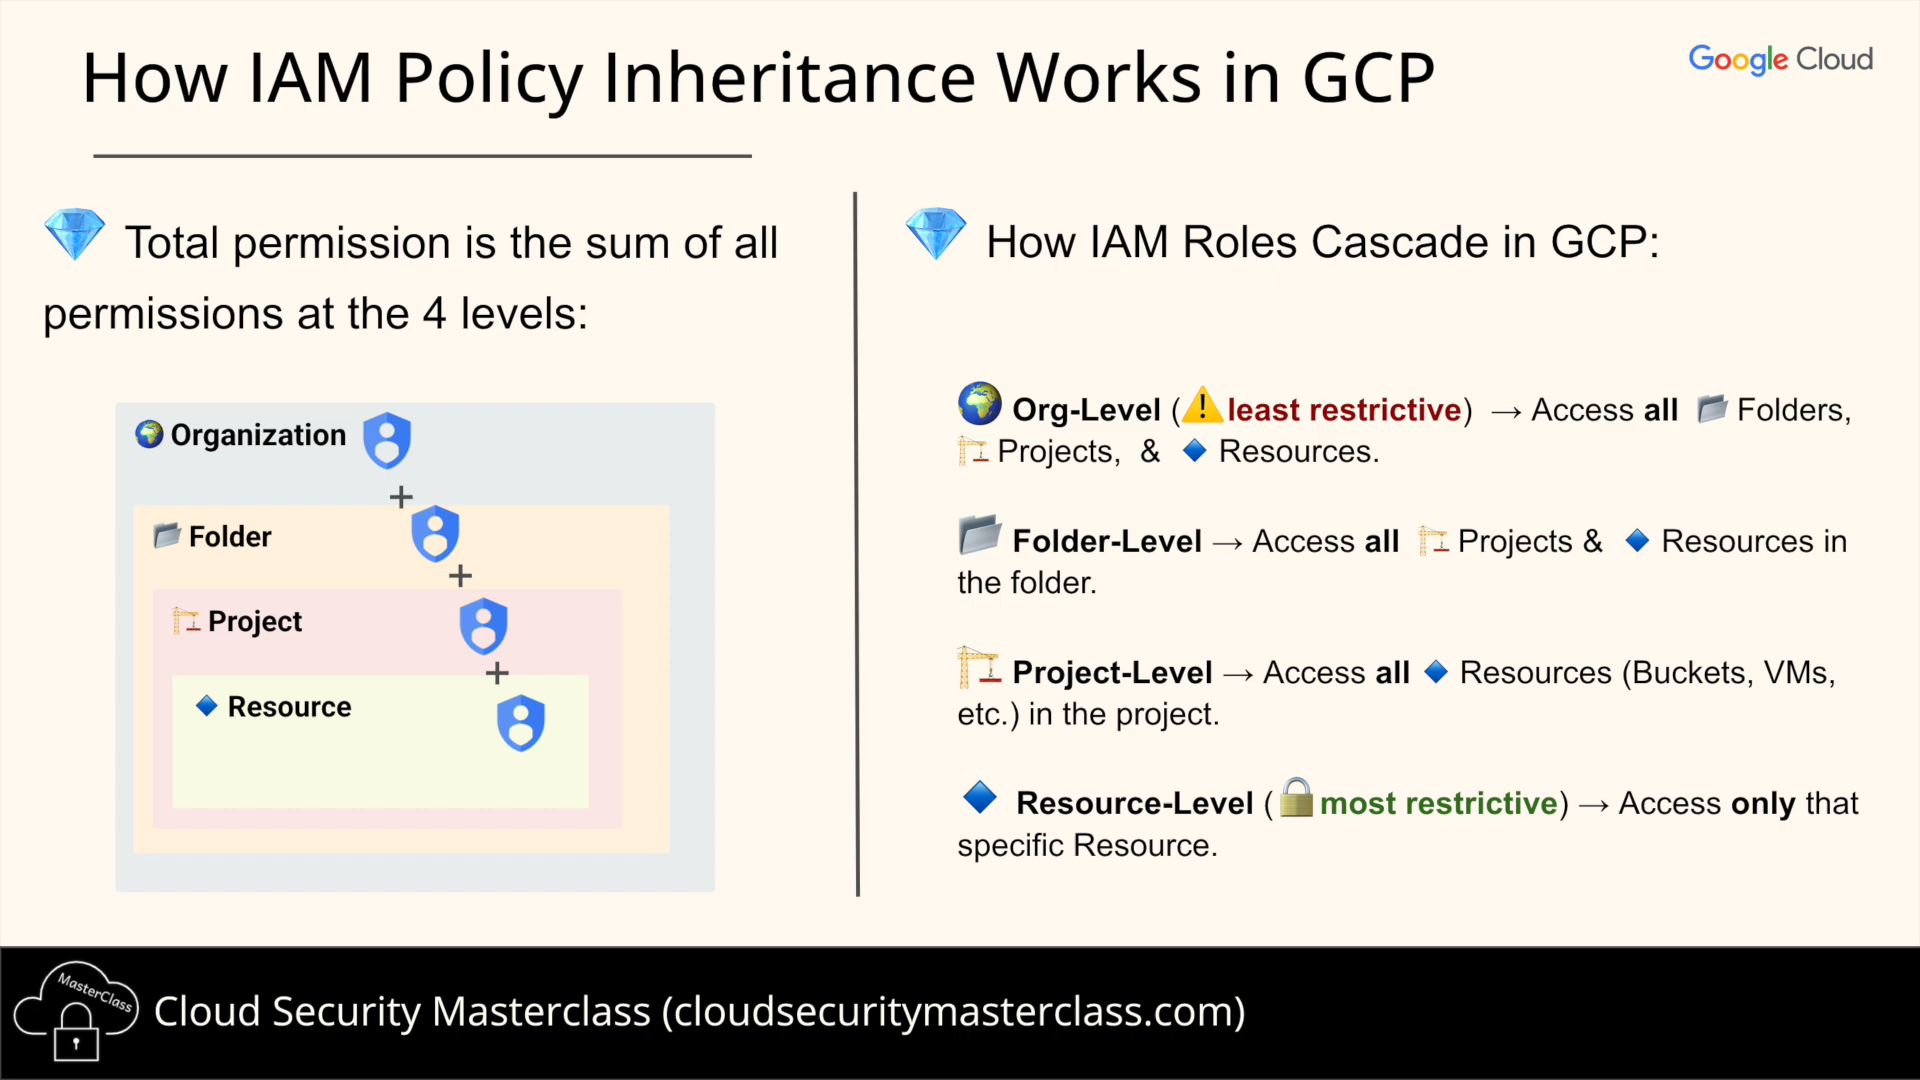 How IAM Policy Inheritance Works in GCP
Google Cloud
Total permission is the sum of all
permissions at the 4 levels:
Organization
+
Folder
+
Project
+
Resource
How IAM Roles Cascade in GCP:
Org-Level (⚠️least restrictive) → Access all Folders,
Projects, & Resources.
Folder-Level → Access all Projects & Resources in
the folder.
Project-Level → Access all Resources (Buckets, VMs,
etc.) in the project.
Resource-Level (🔒most restrictive) → Access only that
specific Resource.
MasterClass
Cloud Security Masterclass (cloudsecuritymasterclass.com)